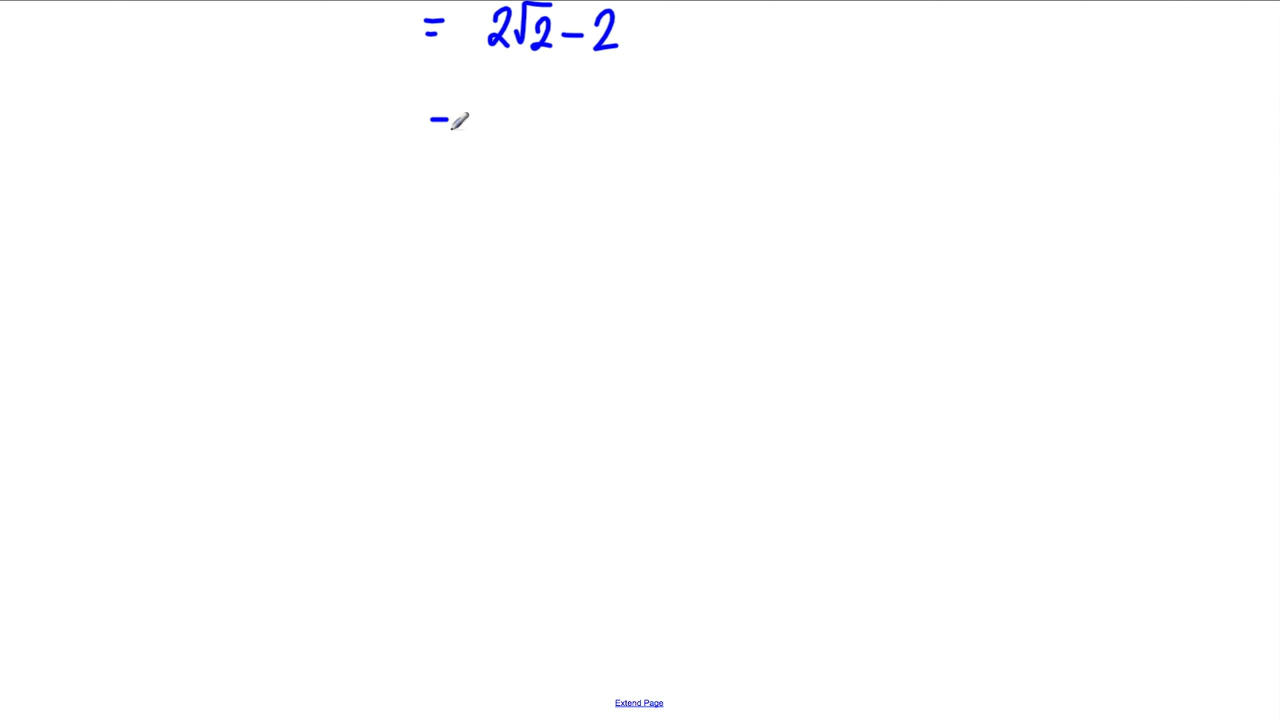 = 2√2 − 2
−
Extend Page